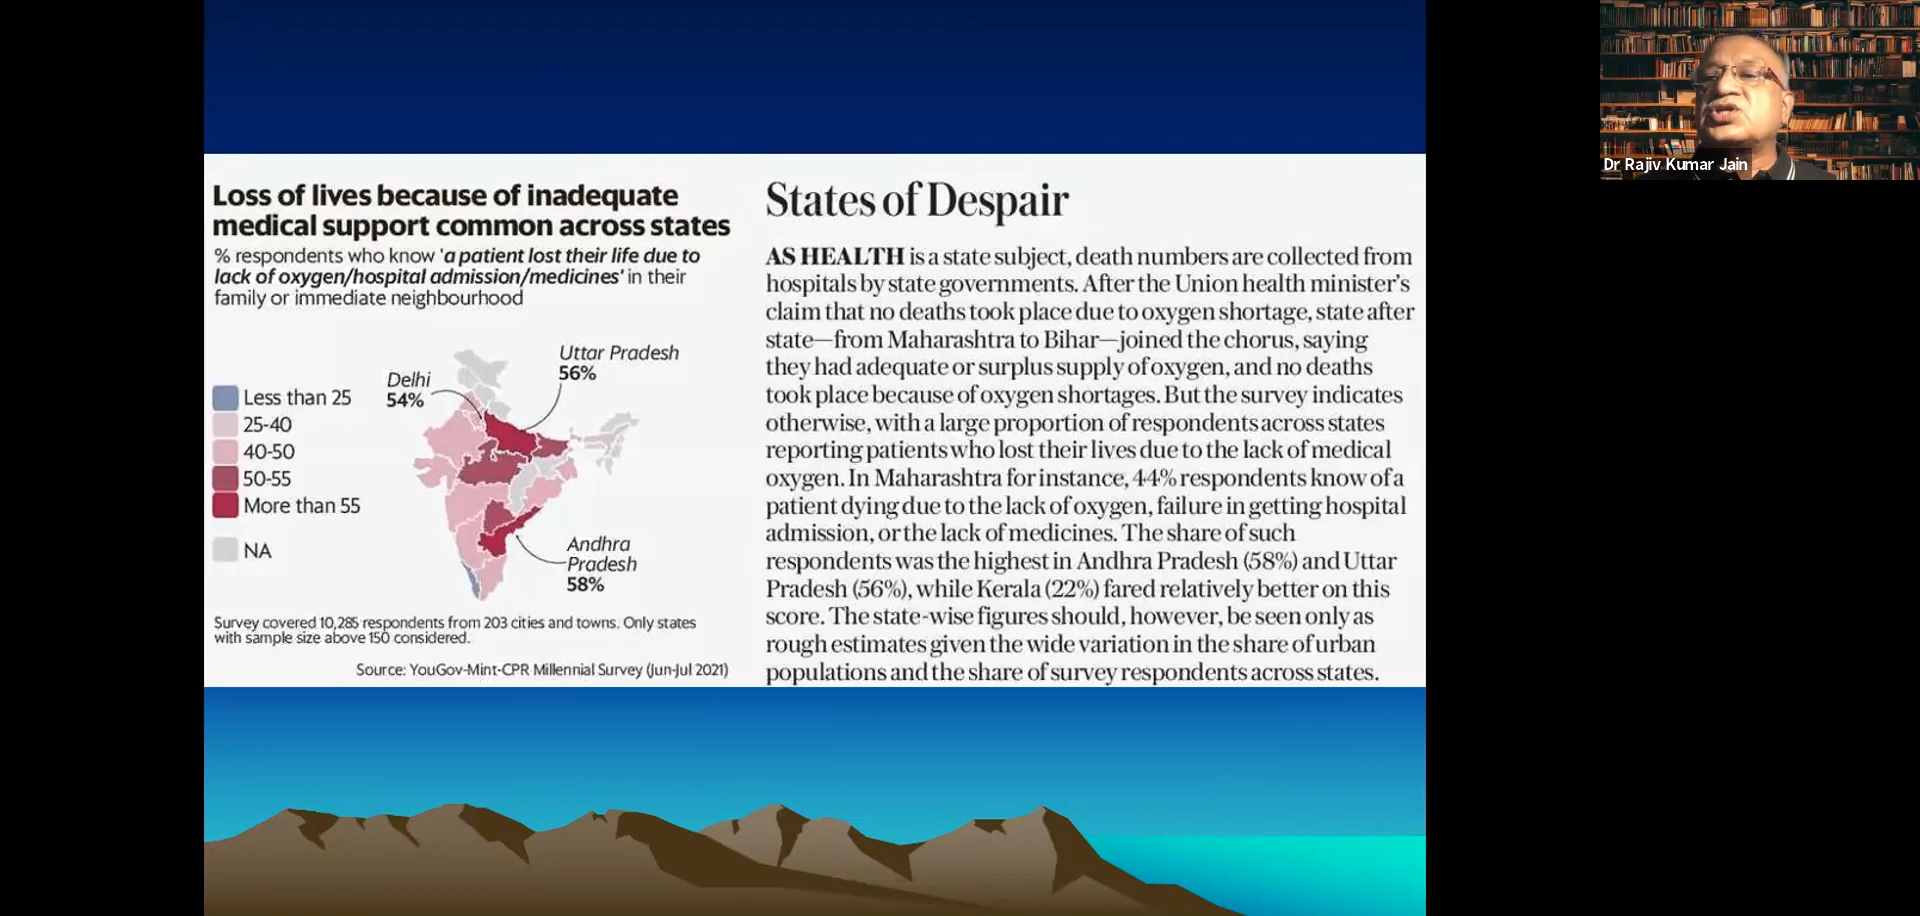 Loss of lives because of inadequate
medical support common across states
% respondents who know 'a patient lost their life due to
lack of oxygen/hospital admission/medicines' in their
family or immediate neighbourhood
Uttar Pradesh
56%
Delhi
54%
Less than 25
25-40
40-50
50-55
More than 55
NA
Andhra
Pradesh
58%
Survey covered 10,285 respondents from 203 cities and towns. Only states
with sample size above 150 considered.
Source: YouGov-Mint-CPR Millennial Survey (Jun-Jul 2021)
States of Despair
AS HEALTH is a state subject, death numbers are collected from
hospitals by state governments. After the Union health minister's
claim that no deaths took place due to oxygen shortage, state after
state—from Maharashtra to Bihar—joined the chorus, saying
they had adequate or surplus supply of oxygen, and no deaths
took place because of oxygen shortages. But the survey indicates
otherwise, with a large proportion of respondents across states
reporting patients who lost their lives due to the lack of medical
oxygen. In Maharashtra for instance, 44% respondents know of a
patient dying due to the lack of oxygen, failure in getting hospital
admission, or the lack of medicines. The share of such
respondents was the highest in Andhra Pradesh (58%) and Uttar
Pradesh (56%), while Kerala (22%) fared relatively better on this
score. The state-wise figures should, however, be seen only as
rough estimates given the wide variation in the share of urban
populations and the share of survey respondents across states.
Dr Rajiv Kumar Jain